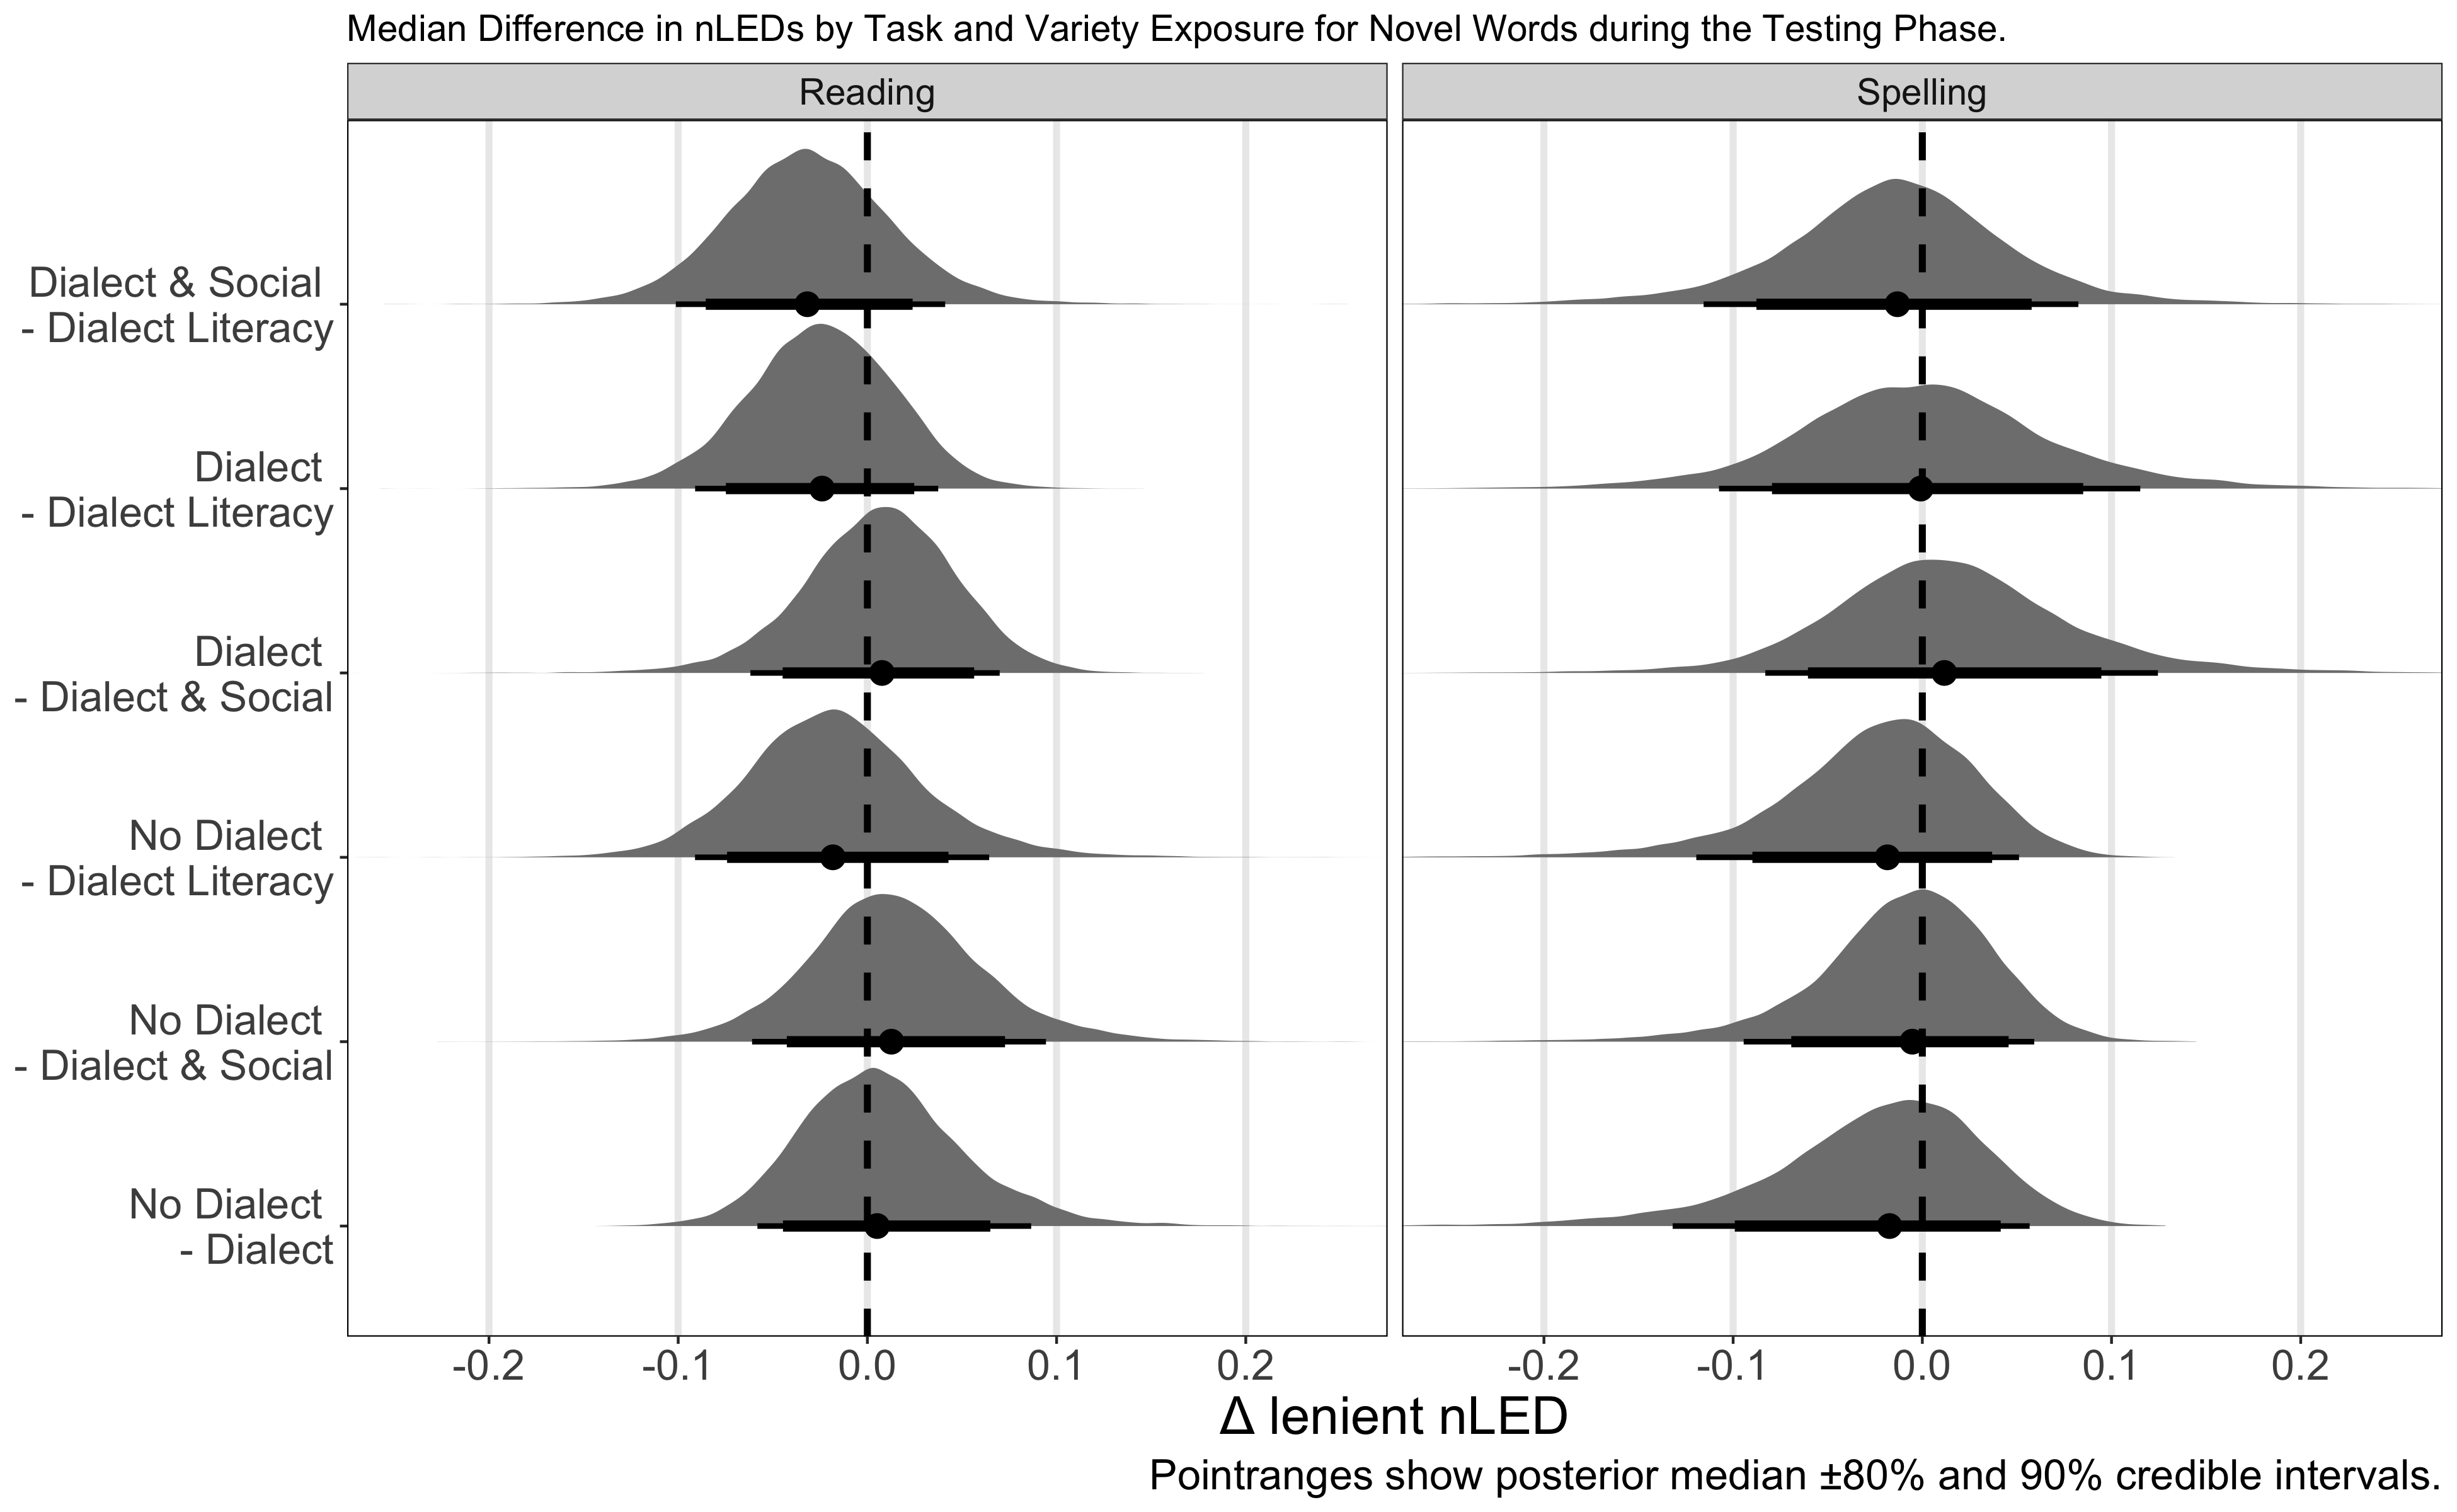 Median Difference in nLEDs by Task and Variety Exposure for Novel Words during the Testing Phase.
Reading
Spelling
Dialect & Social
- Dialect Literacy
Dialect
- Dialect Literacy
Dialect
- Dialect & Social
No Dialect
- Dialect Literacy
No Dialect
- Dialect & Social
No Dialect
- Dialect
-0.2 -0.1 0.0 0.1 0.2
-0.2 -0.1 0.0 0.1 0.2
Δ lenient nLED
Pointranges show posterior median ±80% and 90% credible intervals.